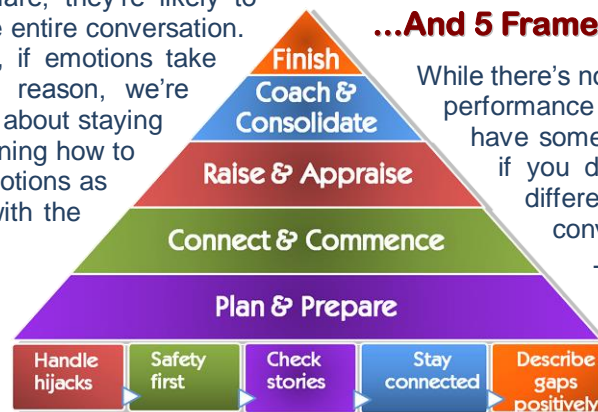 e entire conversation.
, if emotions take
reason, we're
about staying
ning how to
otions as
with the
...And 5 Frame
While there's no
performance
have some
if you d
differe
conv
Finish
Coach &
Consolidate
Raise & Appraise
Connect & Commence
Plan & Prepare
Handle
hijacks
Safety
first
Check
stories
Stay
connected
Describe
gaps
positively